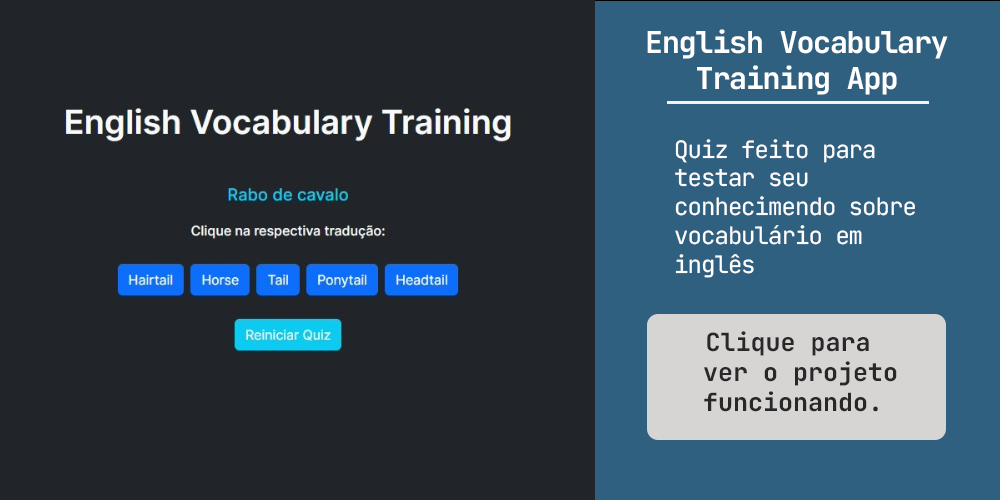 English Vocabulary Training
Rabo de cavalo
Clique na respectiva tradução:
Hairtail Horse Tail Ponytail Headtail
Reiniciar Quiz
English Vocabulary
Training App
Quiz feito para
testar seu
conhecimendo sobre
vocabulário em
inglês
Clique para
ver o projeto
funcionando.